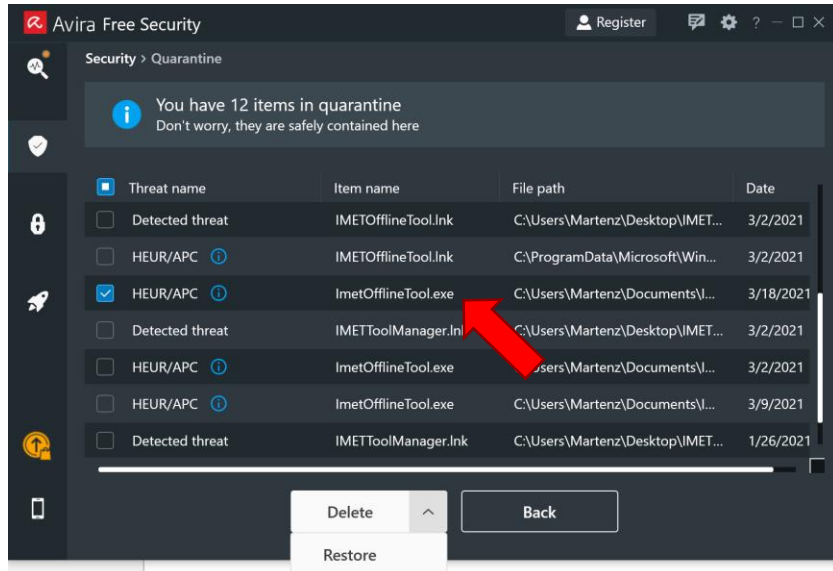 Avira Free Security Register ?
Security > Quarantine
You have 12 items in quarantine
Don't worry, they are safely contained here
Threat name Item name File path Date
Detected threat IMETOfflineTool.lnk C:\Users\Martenz\Desktop\IMET... 3/2/2021
HEUR/APC IMETOfflineTool.lnk C:\ProgramData\Microsoft\Win... 3/2/2021
HEUR/APC ImetOfflineTool.exe C:\Users\Martenz\Documents\I... 3/18/2021
Detected threat IMETToolManager.ln C:\Users\Martenz\Desktop\IMET... 3/2/2021
HEUR/APC ImetOfflineTool.exe C:\Users\Martenz\Documents\I... 3/2/2021
HEUR/APC ImetOfflineTool.exe C:\Users\Martenz\Documents\I... 3/9/2021
Detected threat IMETToolManager.lnk C:\Users\Martenz\Desktop\IMET... 1/26/2021
Delete Back
Restore